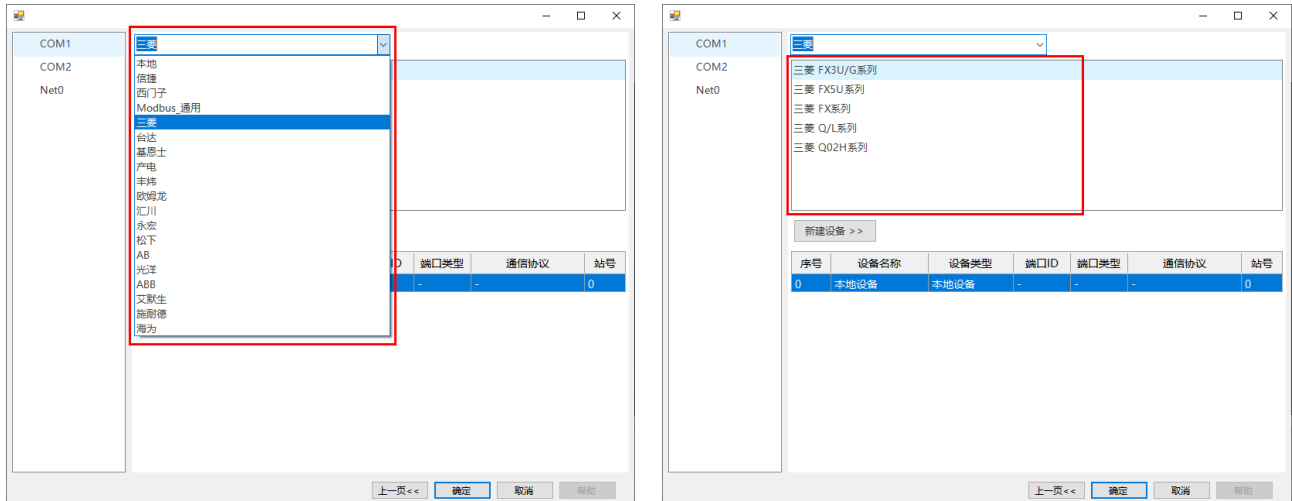 COM1
COM2
Net0
三菱
本地
信捷
西门子
Modbus_通用
三菱
台达
基恩士
产电
丰炜
欧姆龙
汇川
永宏
松下
AB
光洋
ABB
艾默生
施耐德
海为
ID 端口类型 通信协议 站号
- - 0
上一页<< 确定 取消 帮助
COM1
COM2
Net0
三菱
三菱 FX3U/G系列
三菱 FX5U系列
三菱 FX系列
三菱 Q/L系列
三菱 Q02H系列
新建设备 >>
序号 设备名称 设备类型 端口ID 端口类型 通信协议 站号
0 本地设备 本地设备 - - - 0
上一页<< 确定 取消 帮助